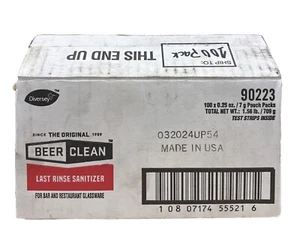 SHIP TO:
100 Pack
THIS END UP
Diversey
90223
100 x 0.25 oz. / 7 g Pouch Packs
TOTAL NET WT.: 1.56 lb. / 709 g
TEST STRIPS INSIDE
SINCE THE ORIGINAL 1989
BEER CLEAN
LAST RINSE SANITIZER
FOR BAR AND RESTAURANT GLASSWARE
032024UP54
MADE IN USA
1 08 07174 55521 6